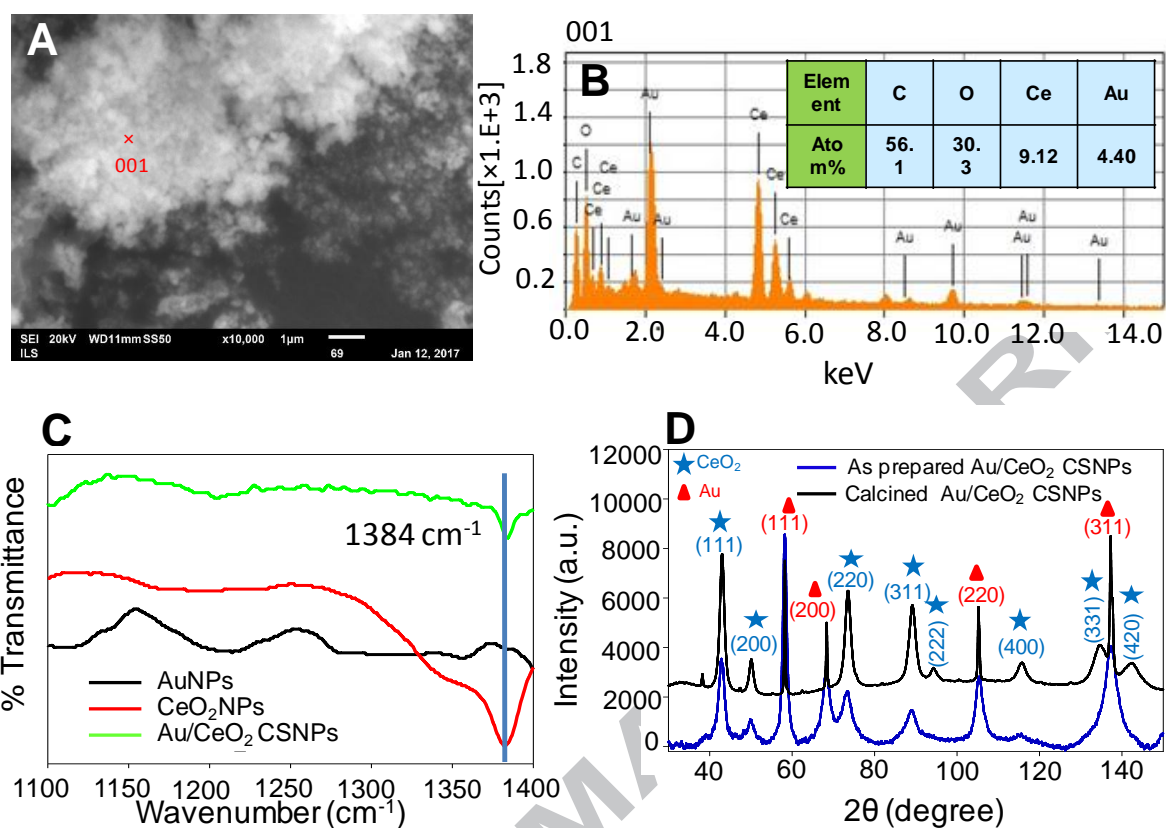 A
×
001
SEI 20kV WD11mm SS50 x10,000 1μm
ILS 69 Jan 12, 2017
001
B
Counts[×1.E+3)
1.8
1.4
1.0
0.6
0.2
0.0 2.0 4.0 6.0 8.0 10.0 12.0 14.0
keV
C
O
Ce
Ce
Ce
Au
Au
Au
Ce
Ce
Ce
Au
Au
Au
Au
Au
Elem
ent C O Ce Au
Ato
m% 56.
1 30.
3 9.12 4.40
C
% Transmittance
1384 cm-1
AuNPs
CeO2NPs
Au/CeO2 CSNPs
1100 1150 1200 1250 1300 1350 1400
Wavenumber (cm-1)
D
Intensity (a.u.)
12000
10000
8000
6000
4000
2000
0
CeO2
Au
As prepared Au/CeO2 CSNPs
Calcined Au/CeO2 CSNPs
(111)
(200)
(111)
(200)
(220)
(311)
(222)
(220)
(400)
(331)
(311)
(420)
40 60 80 100 120 140
2θ (degree)